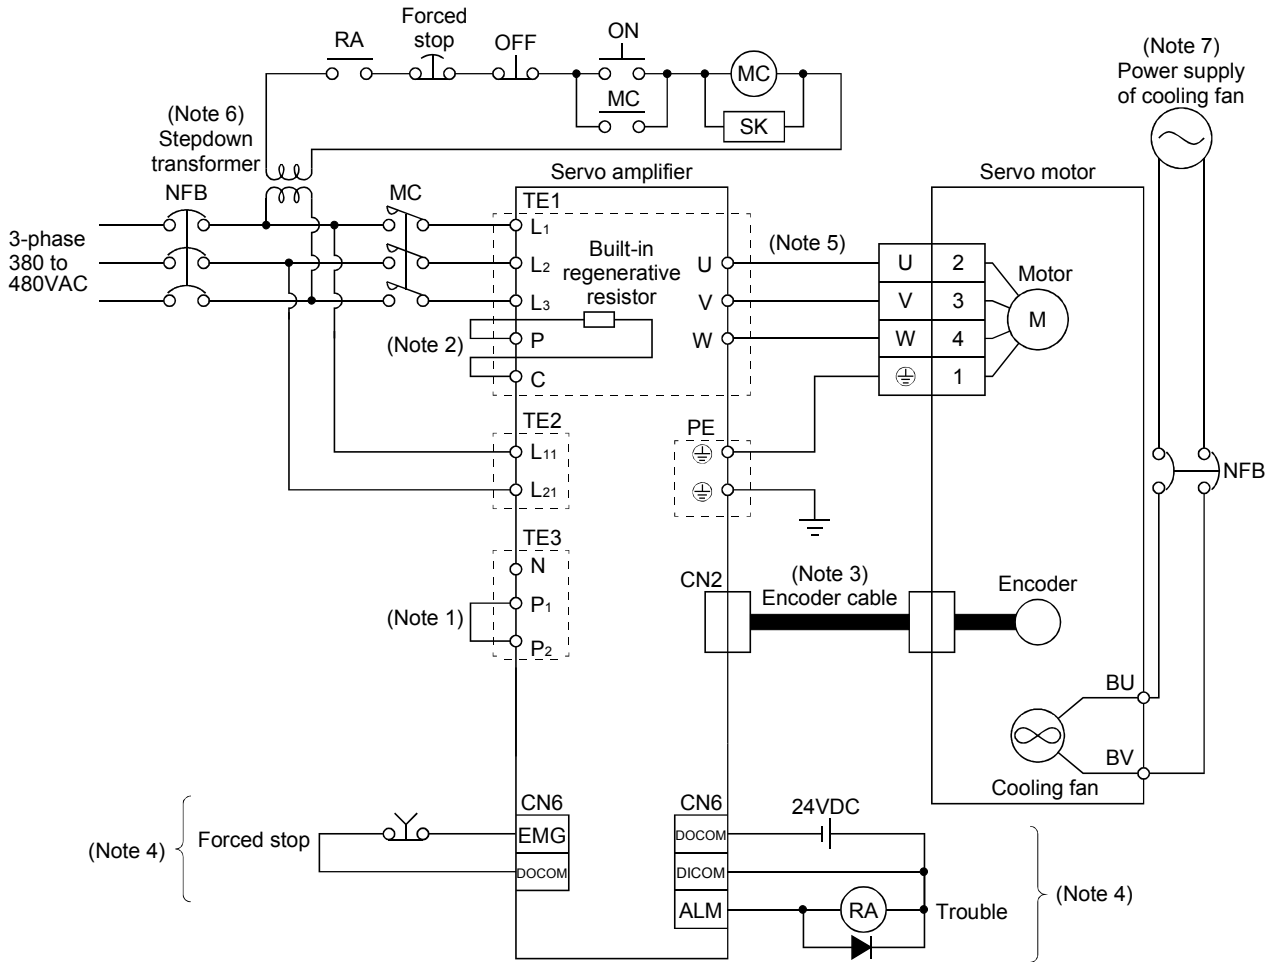 Forced
stop
RA
OFF
ON
MC
MC
SK
(Note 6)
Stepdown
transformer
NFB
MC
3-phase
380 to
480VAC
(Note 7)
Power supply
of cooling fan
Servo amplifier
Servo motor
TE1
L1
L2
L3
P
C
Built-in
regenerative
resistor
(Note 2)
U
V
W
(Note 5)
U 2
V 3
W 4
1
Motor
M
TE2
L11
L21
PE
NFB
TE3
N
P1
P2
(Note 1)
CN2
(Note 3)
Encoder cable
Encoder
BU
BV
Cooling fan
(Note 4)
Forced stop
CN6
EMG
DOCOM
CN6
DOCOM
DICOM
ALM
24VDC
RA
Trouble
(Note 4)